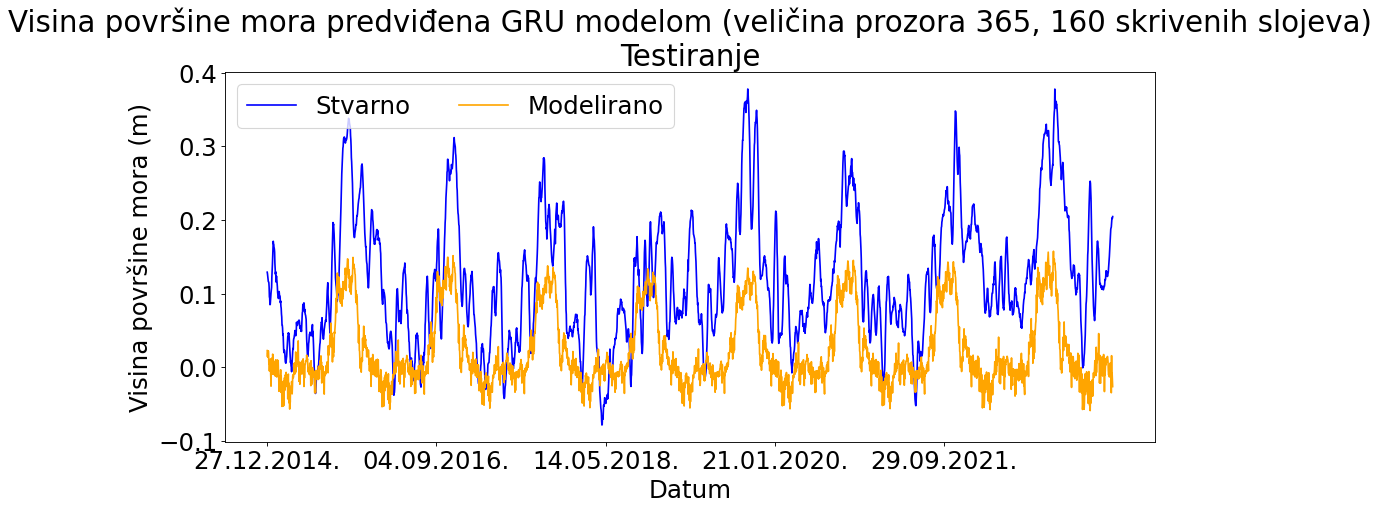 Visina površine mora predviđena GRU modelom (veličina prozora 365, 160 skrivenih slojeva)
Testiranje
Stvarno
Modelirano
Visina površine mora (m)
0.4
0.3
0.2
0.1
0.0
−0.1
27.12.2014.
04.09.2016.
14.05.2018.
21.01.2020.
29.09.2021.
Datum